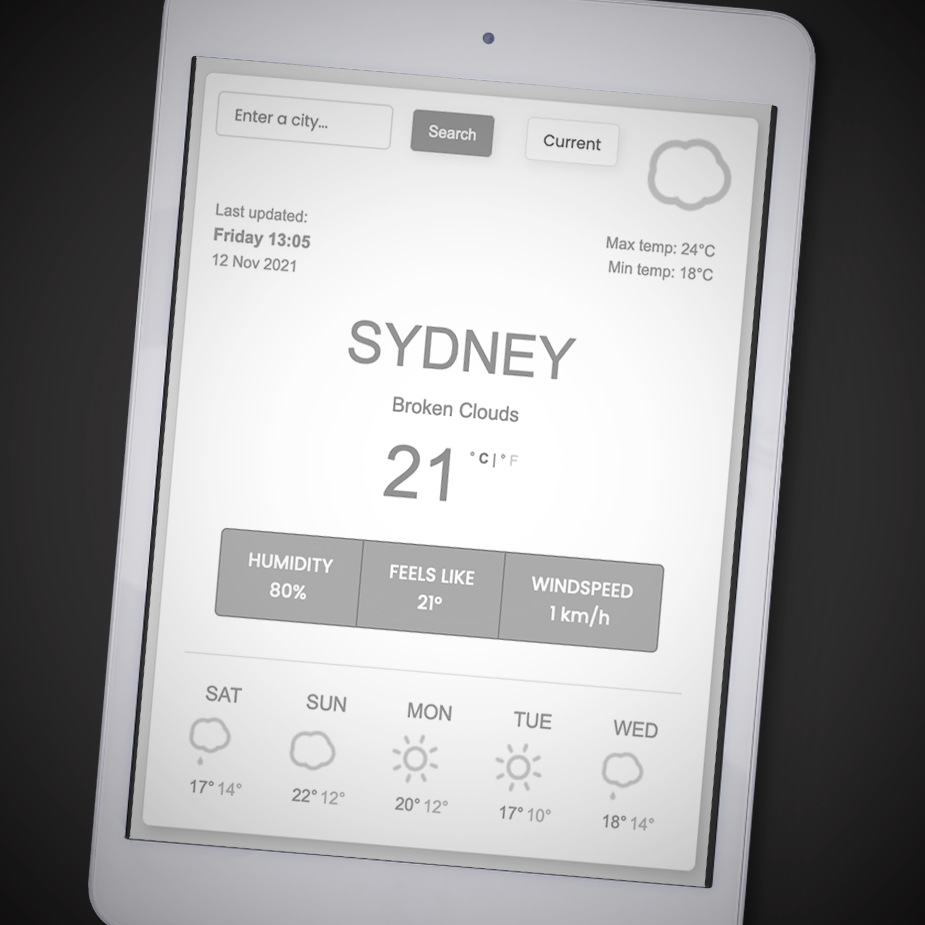 Enter a city...
Search
Current
Last updated:
Friday 13:05
12 Nov 2021
Max temp: 24°C
Min temp: 18°C
SYDNEY
Broken Clouds
21 °C|°F
HUMIDITY
80%
FEELS LIKE
21°
WINDSPEED
1 km/h
SAT
SUN
MON
TUE
WED
17° 14°
22° 12°
20° 12°
17° 10°
18° 14°